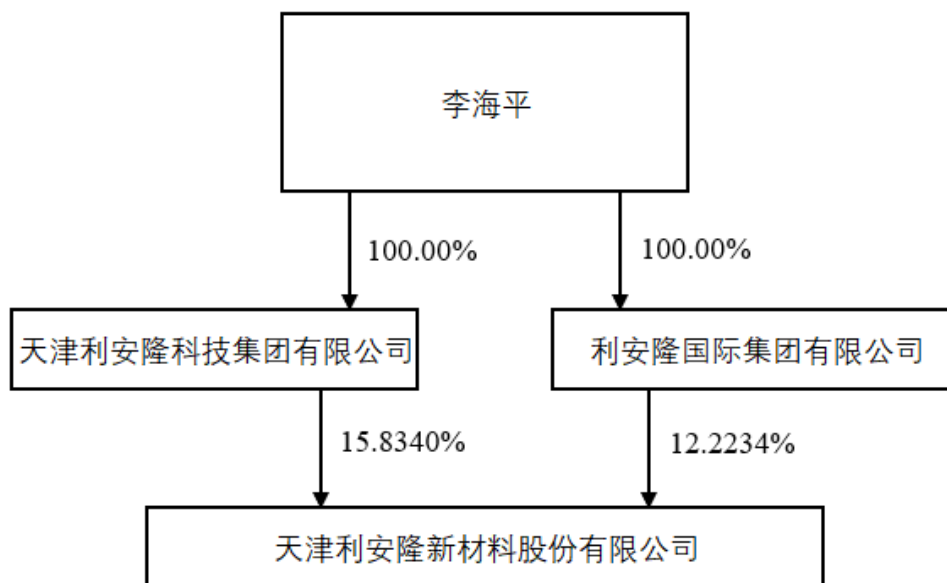 李海平
100.00%
100.00%
天津利安隆科技集团有限公司
利安隆国际集团有限公司
15.8340%
12.2234%
天津利安隆新材料股份有限公司